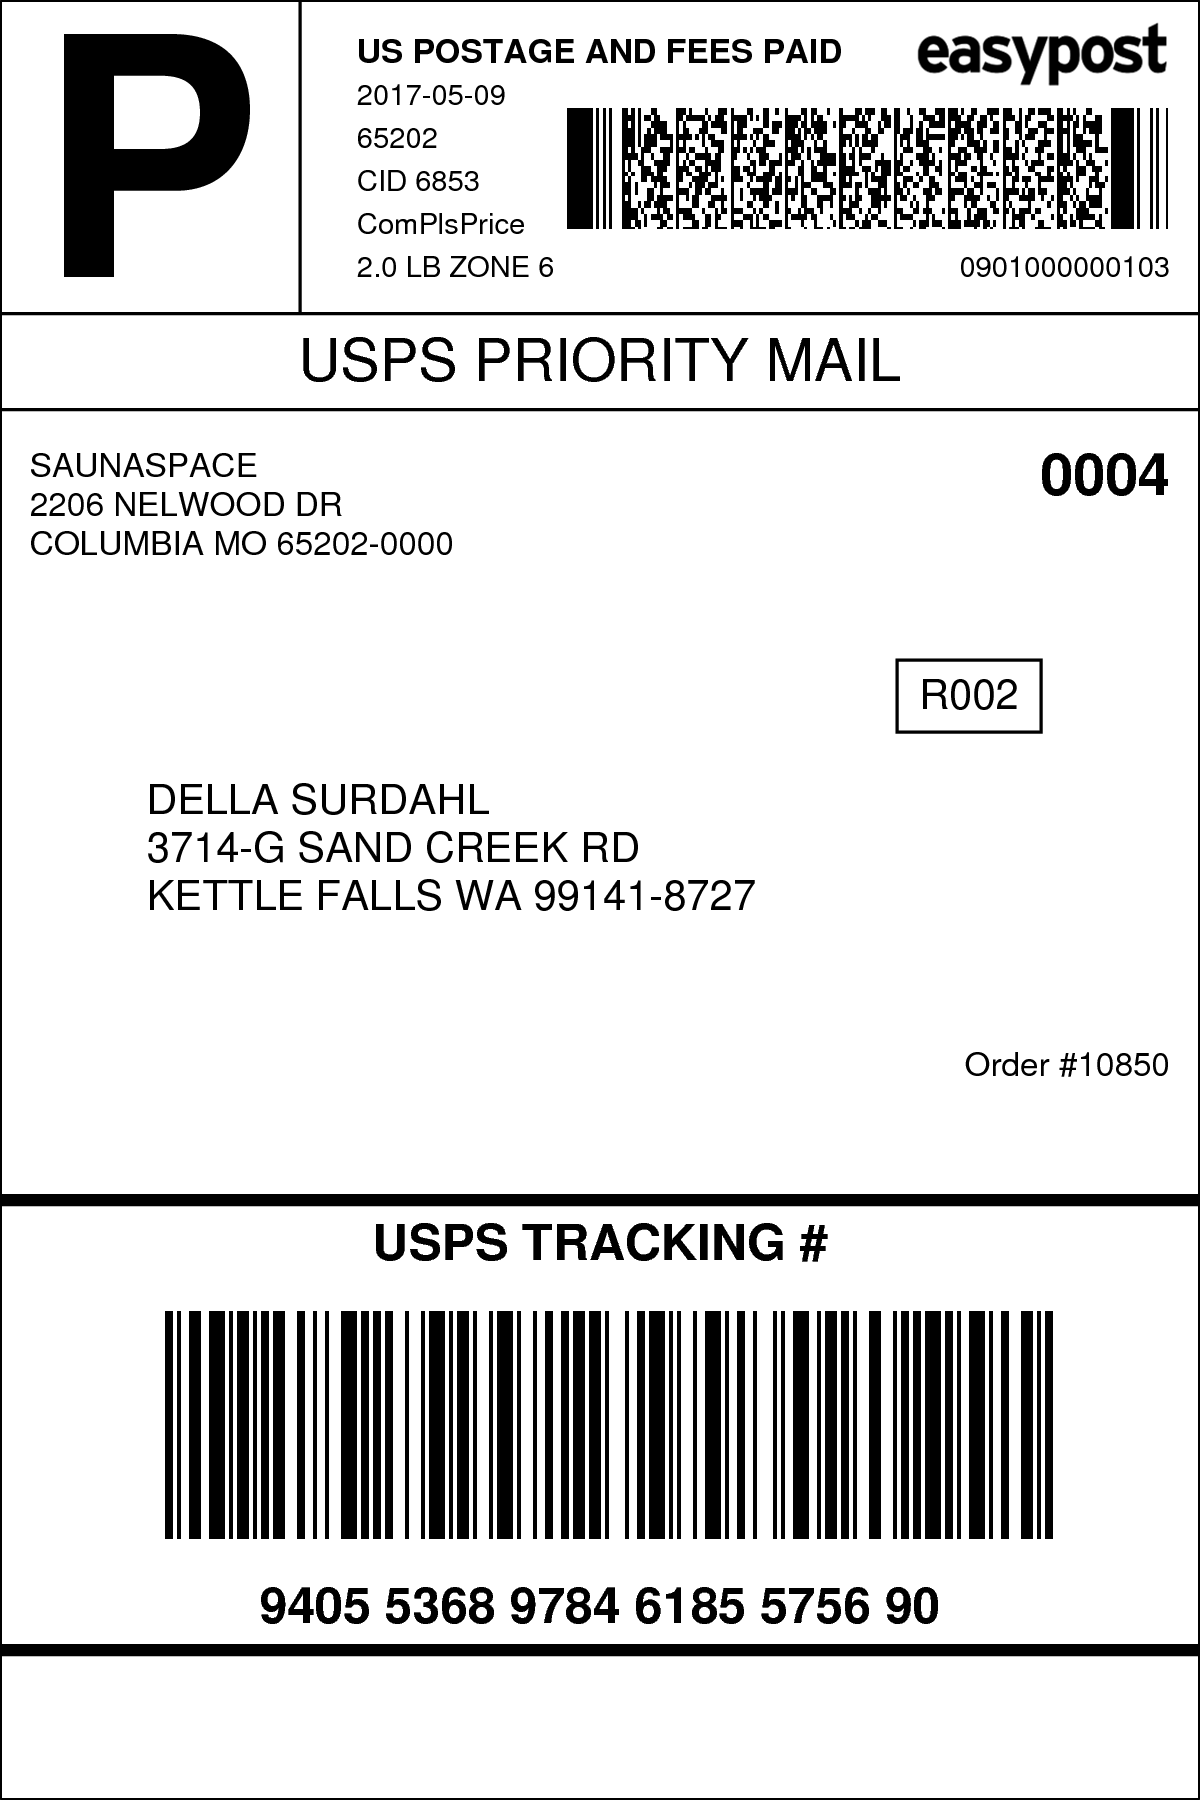 P
US POSTAGE AND FEES PAID
easypost
2017-05-09
65202
CID 6853
ComPlsPrice
2.0 LB ZONE 6
0901000000103
USPS PRIORITY MAIL
SAUNASPACE
2206 NELWOOD DR
COLUMBIA MO 65202-0000
0004
R002
DELLA SURDAHL
3714-G SAND CREEK RD
KETTLE FALLS WA 99141-8727
Order #10850
USPS TRACKING #
9405 5368 9784 6185 5756 90